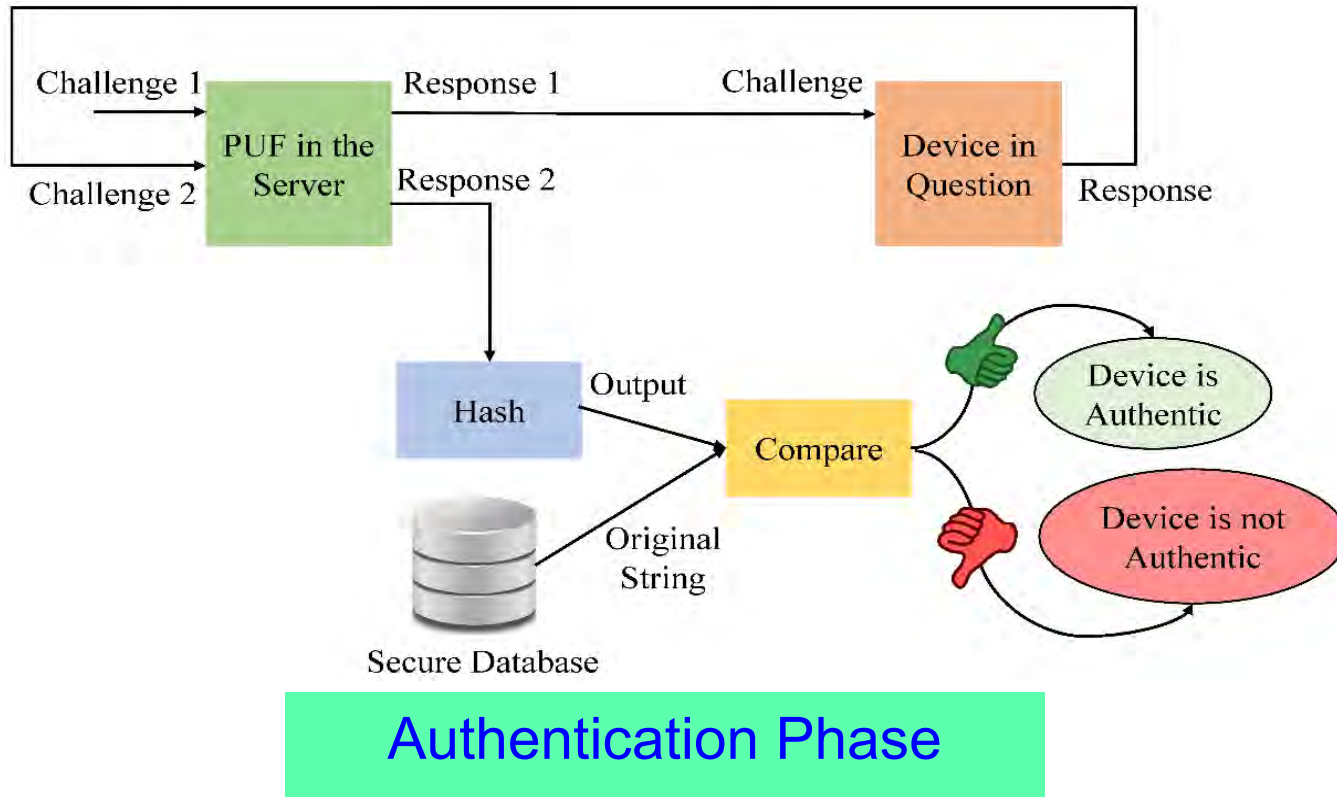 Challenge 1
Response 1
Challenge
PUF in the
Server
Device in
Question
Challenge 2
Response 2
Response
Hash
Output
Compare
Device is
Authentic
Original
String
Device is not
Authentic
Secure Database
Authentication Phase